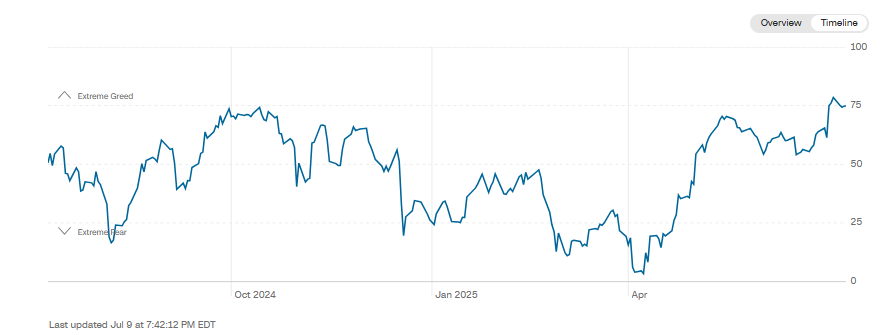 Overview Timeline
100
Extreme Greed
75
50
25
Extreme Fear
0
Oct 2024 Jan 2025 Apr
Last updated Jul 9 at 7:42:12 PM EDT